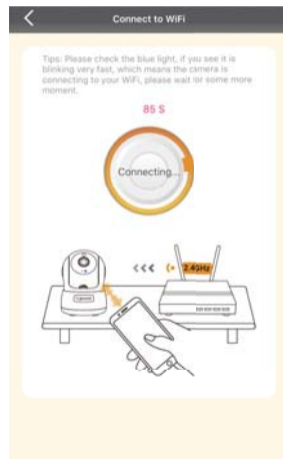 Connect to WiFi
Tips: Please check the blue light, if you see it is
blinking very fast, which means the camera is
connecting to your WiFi, please wait for some more
moment.
85 S
Connecting...
<<< 2.4GHz